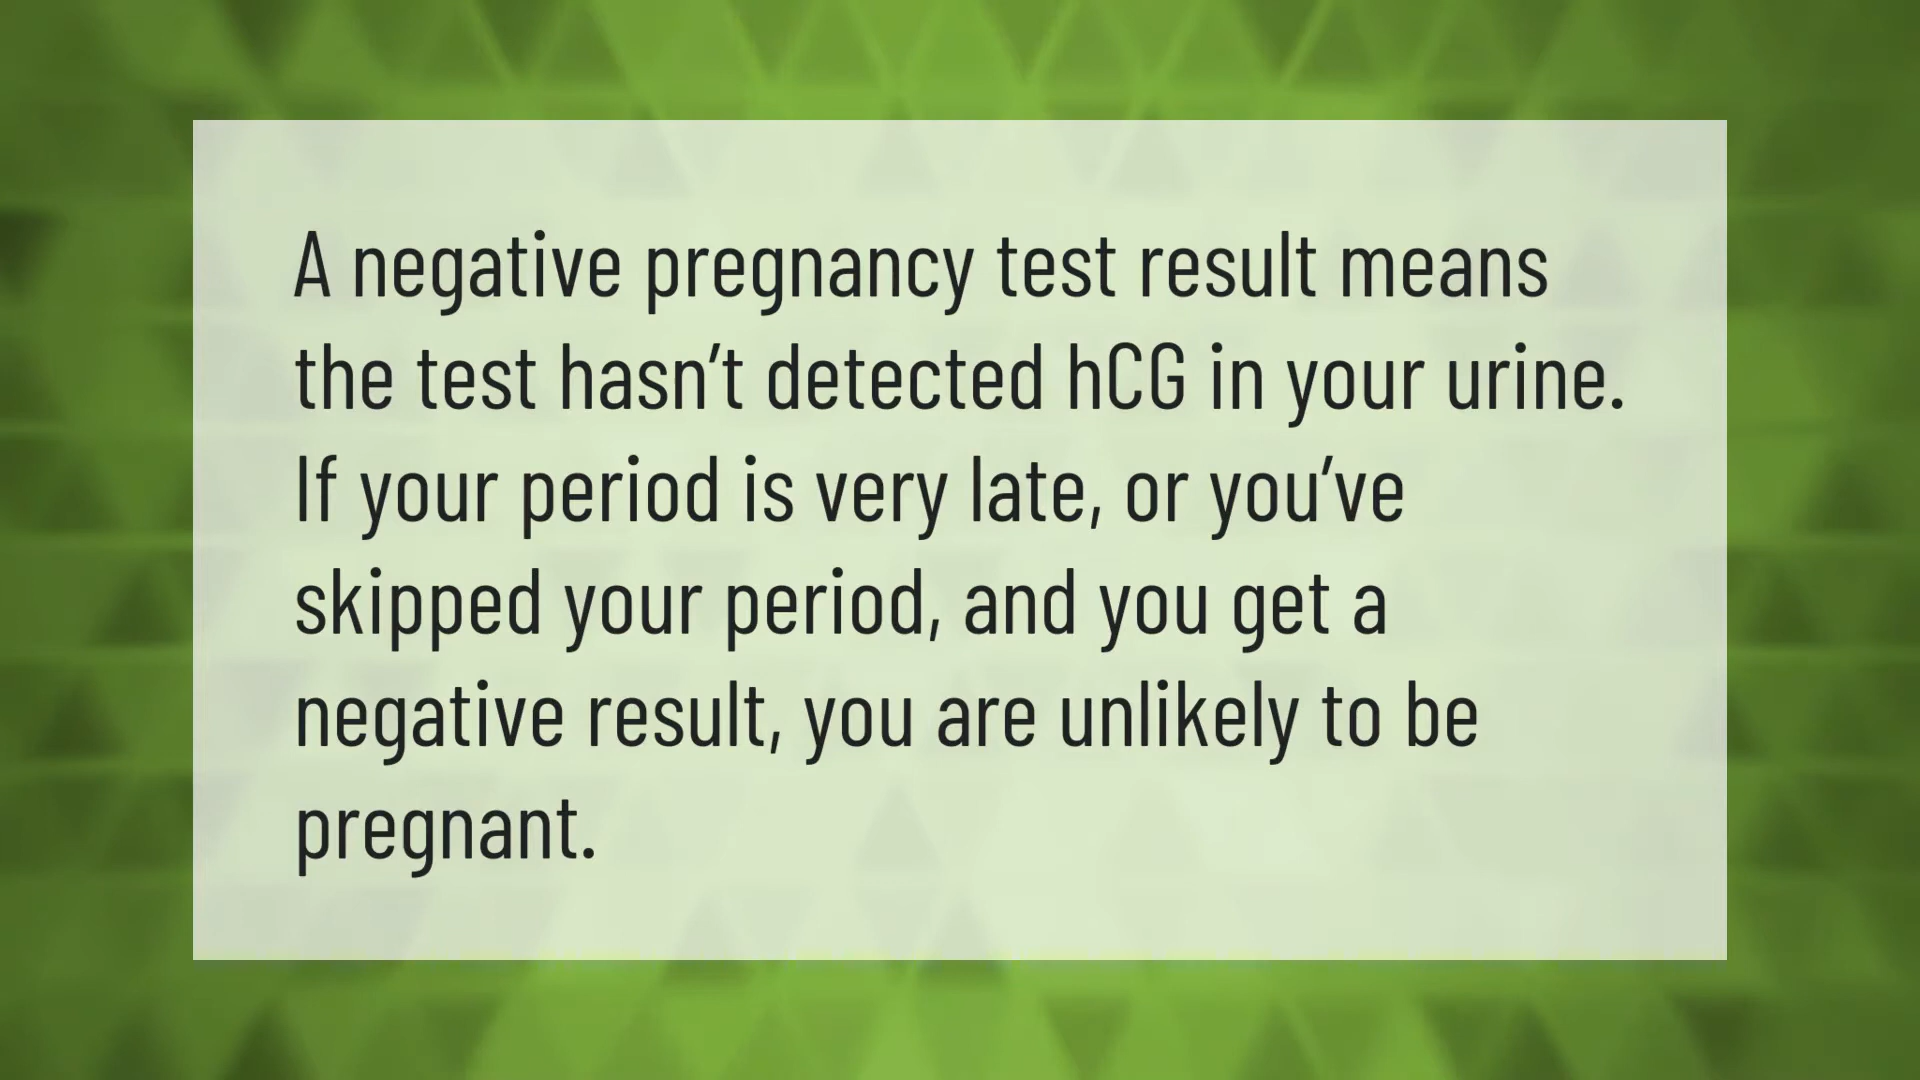 A negative pregnancy test result means
the test hasn’t detected hCG in your urine.
If your period is very late, or you’ve
skipped your period, and you get a
negative result, you are unlikely to be
pregnant.